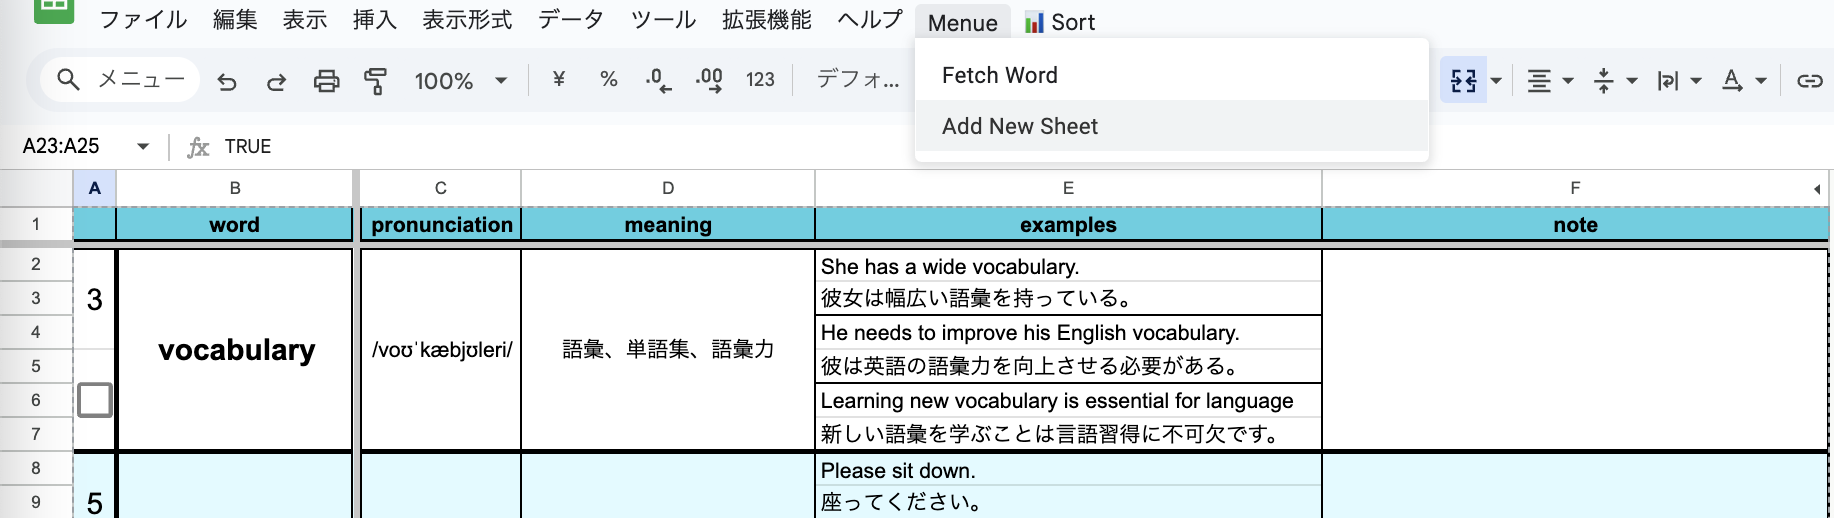 ファイル 編集 表示 挿入 表示形式 データ ツール 拡張機能 ヘルプ Menue Sort
メニュー 100% ¥ % .0 .00 123 デフォ...
Fetch Word
Add New Sheet
A23:A25 fx TRUE
A B C D E F
1 word pronunciation meaning examples note
2 She has a wide vocabulary.
3 3 彼女は幅広い語彙を持っている。
4 He needs to improve his English vocabulary.
vocabulary /voʊˈkæbjʊleri/ 語彙、単語集、語彙力
5 彼は英語の語彙力を向上させる必要がある。
6 Learning new vocabulary is essential for language
7 新しい語彙を学ぶことは言語習得に不可欠です。
8 Please sit down.
9 5 座ってください。